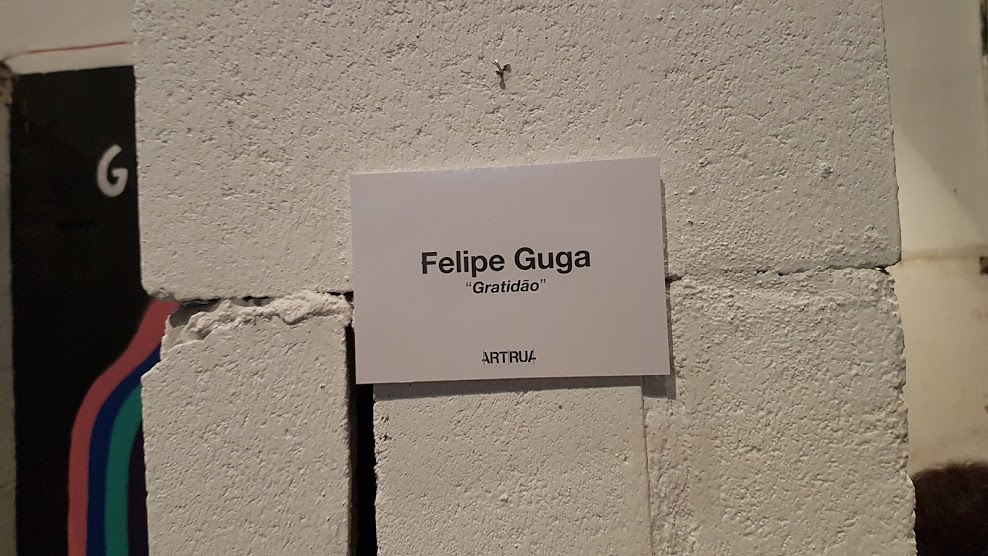 G
Felipe Guga
“Gratidão”
ARTRUA